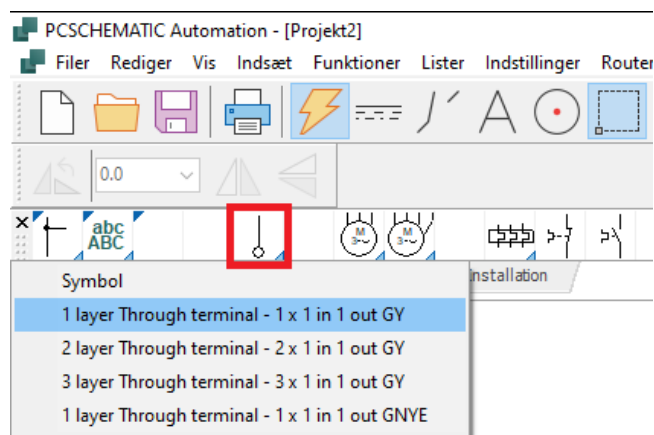 PCSCHEMATIC Automation - [Projekt2]
Filer Rediger Vis Indsæt Funktioner Lister Indstillinger Router
0.0
abc
ABC
M
3~
M
3~
Installation
Symbol
1 layer Through terminal - 1 x 1 in 1 out GY
2 layer Through terminal - 2 x 1 in 1 out GY
3 layer Through terminal - 3 x 1 in 1 out GY
1 layer Through terminal - 1 x 1 in 1 out GNYE